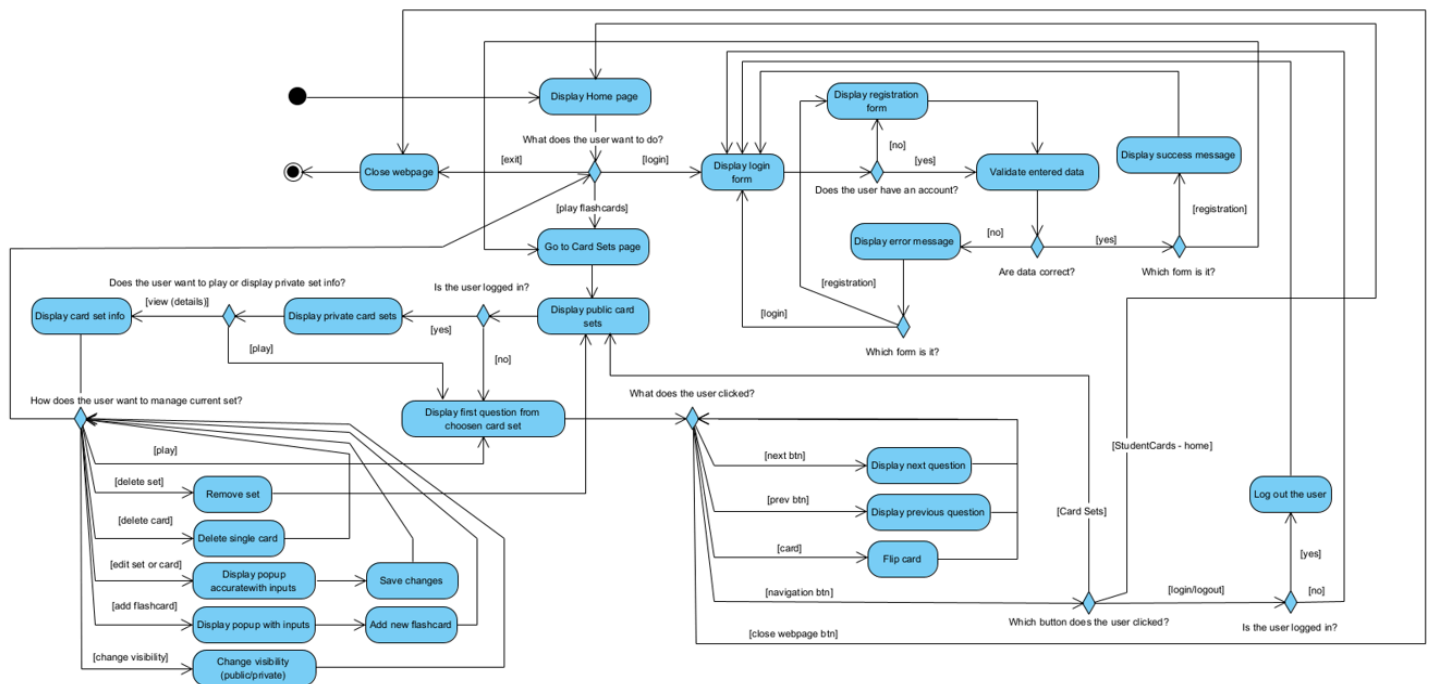 Display Home page
What does the user want to do?
[exit]
[login]
Close webpage
[play flashcards]
Go to Card Sets page
Display login
form
Display registration
form
[no]
[yes]
Does the user have an account?
Validate entered data
Display success message
[registration]
Display error message
[no]
[yes]
Are data correct?
Which form is it?
[registration]
[login]
Which form is it?
Does the user want to play or display private set info?
[view (details)]
Is the user logged in?
Display card set info
Display private card sets
[yes]
Display public card
sets
[play]
[no]
How does the user want to manage current set?
Display first question from
choosen card set
What does the user clicked?
[play]
[delete set]
Remove set
[delete card]
Delete single card
[edit set or card]
Display popup
accuratewith inputs
Save changes
[add flashcard]
Display popup with inputs
Add new flashcard
[change visibility]
Change visibility
(public/private)
[next btn]
Display next question
[prev btn]
Display previous question
[card]
Flip card
[navigation btn]
[close webpage btn]
[Card Sets]
[StudentCards - home]
Which button does the user clicked?
[login/logout]
Log out the user
[yes]
[no]
Is the user logged in?